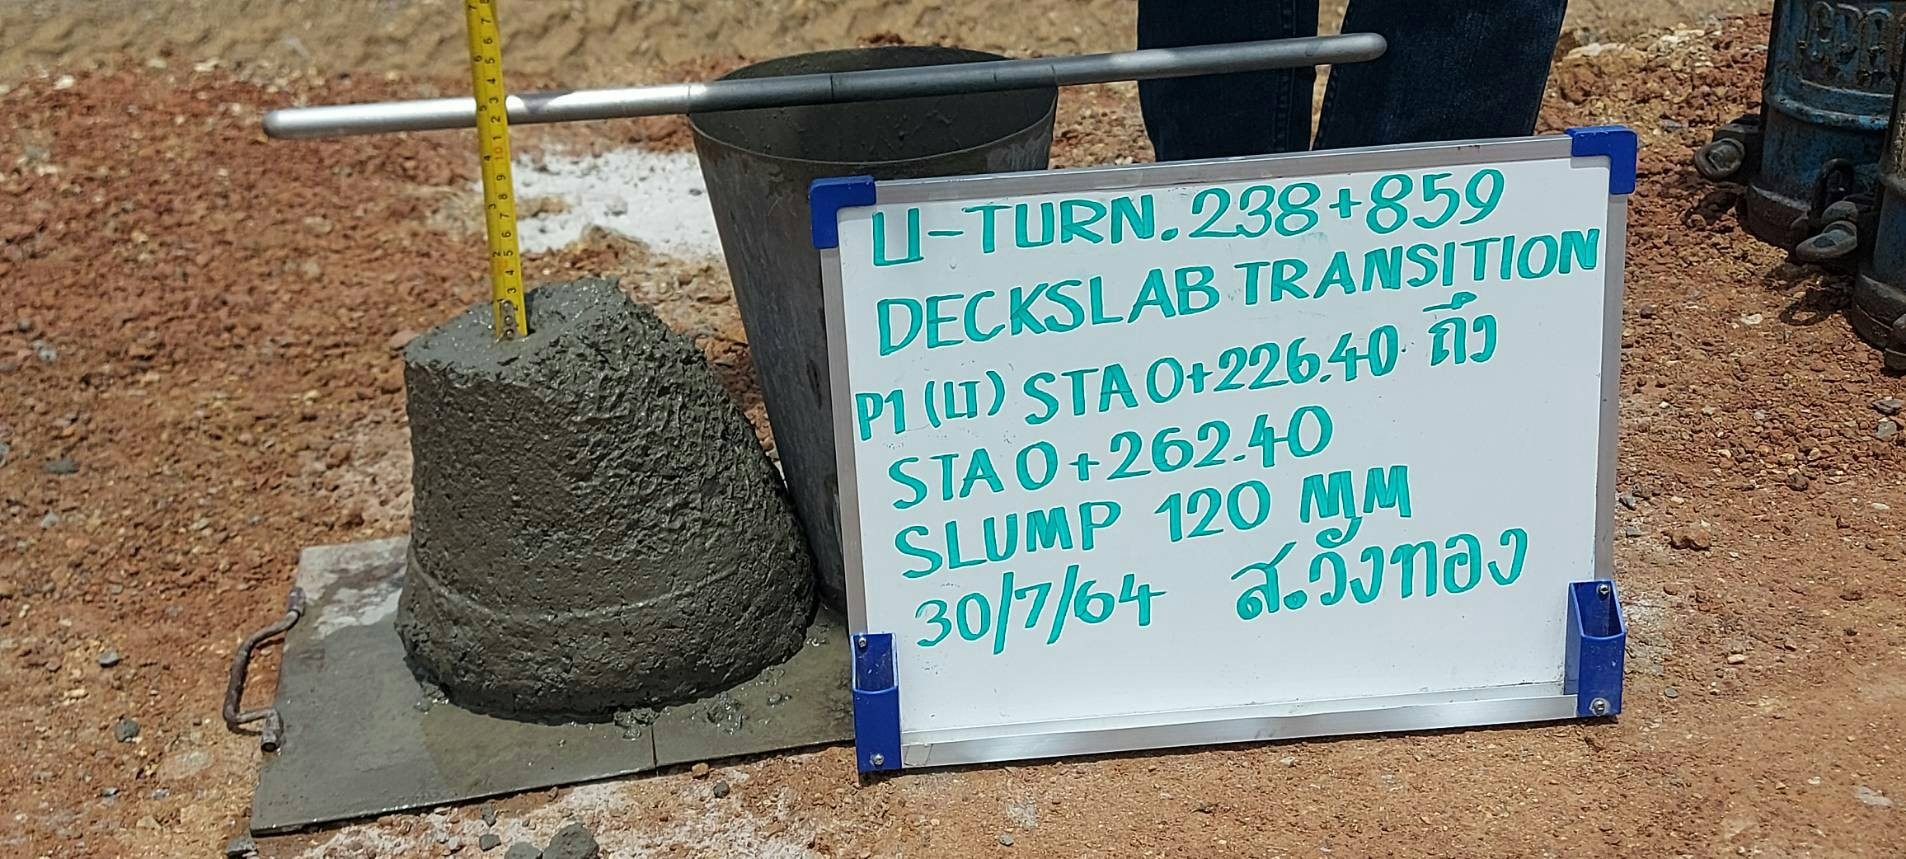 U-TURN.238+859
DECKSLAB TRANSITION
P1 (LT) STA 0+226.40 ถึง
STA 0+262.40
SLUMP 120 MM
30/7/64 ส.วังทอง